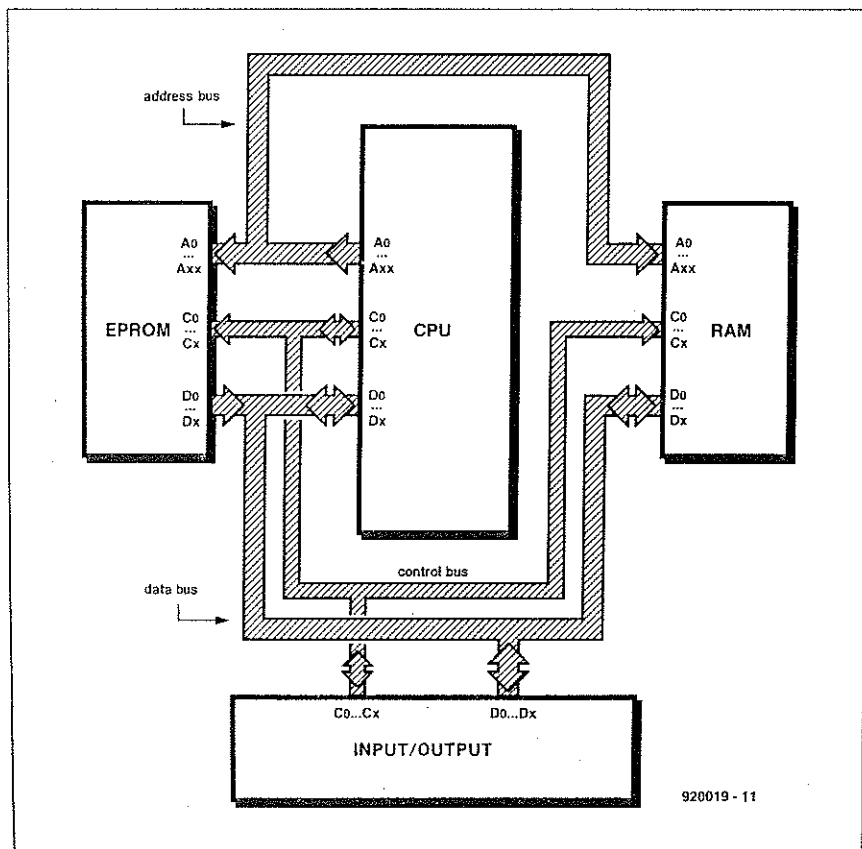 address bus
A0
...
Axx
A0
...
Axx
A0
...
Axx
C0
...
Cx
EPROM
C0
...
Cx
CPU
C0
...
Cx
RAM
D0
...
Dx
D0
...
Dx
D0
...
Dx
control bus
data bus
C0...Cx
D0...Dx
INPUT/OUTPUT
920019 - 11